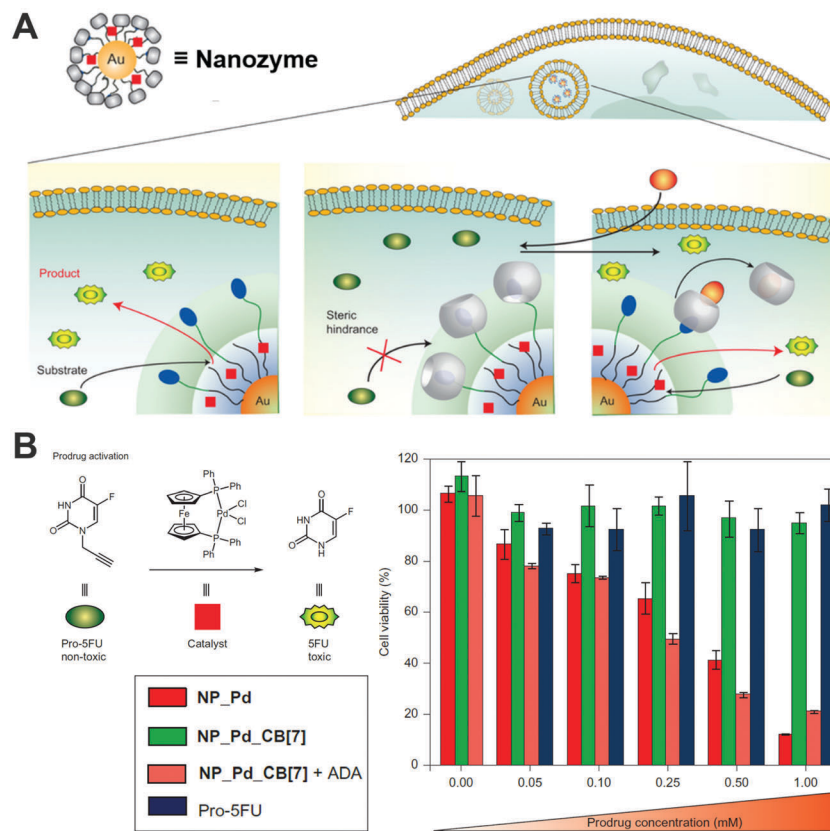 A
Au
≡ Nanozyme
Product
Substrate
Au
Steric
hindrance
Au
Au
B
Prodrug activation
O
F
HN
O
N
Ph
Ph
P
Cl
Fe
Pd
Cl
P
Ph
Ph
O
F
HN
O
N
H
≡
≡
≡
Pro-5FU
non-toxic
Catalyst
5FU
toxic
NP_Pd
NP_Pd_CB[7]
NP_Pd_CB[7] + ADA
Pro-5FU
Cell viability (%)
120
100
80
60
40
20
0
0.00
0.05
0.10
0.25
0.50
1.00
Prodrug concentration (mM)